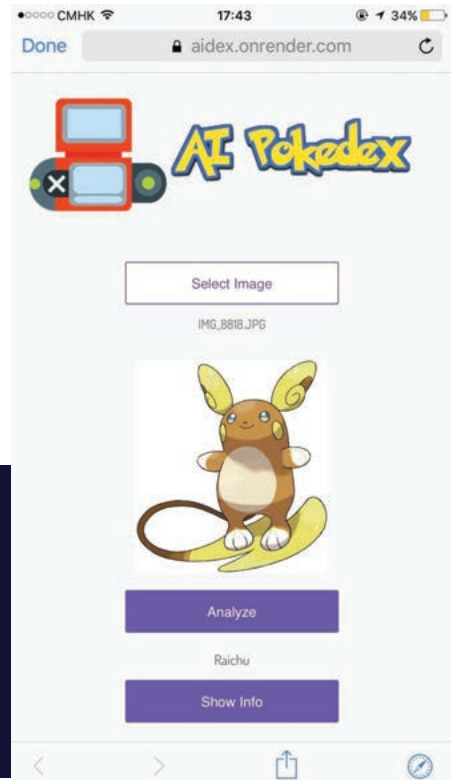 CMHK 17:43 34%
Done aidex.onrender.com
AI Pokedex
Select Image
IMG_8818.JPG
Analyze
Raichu
Show Info